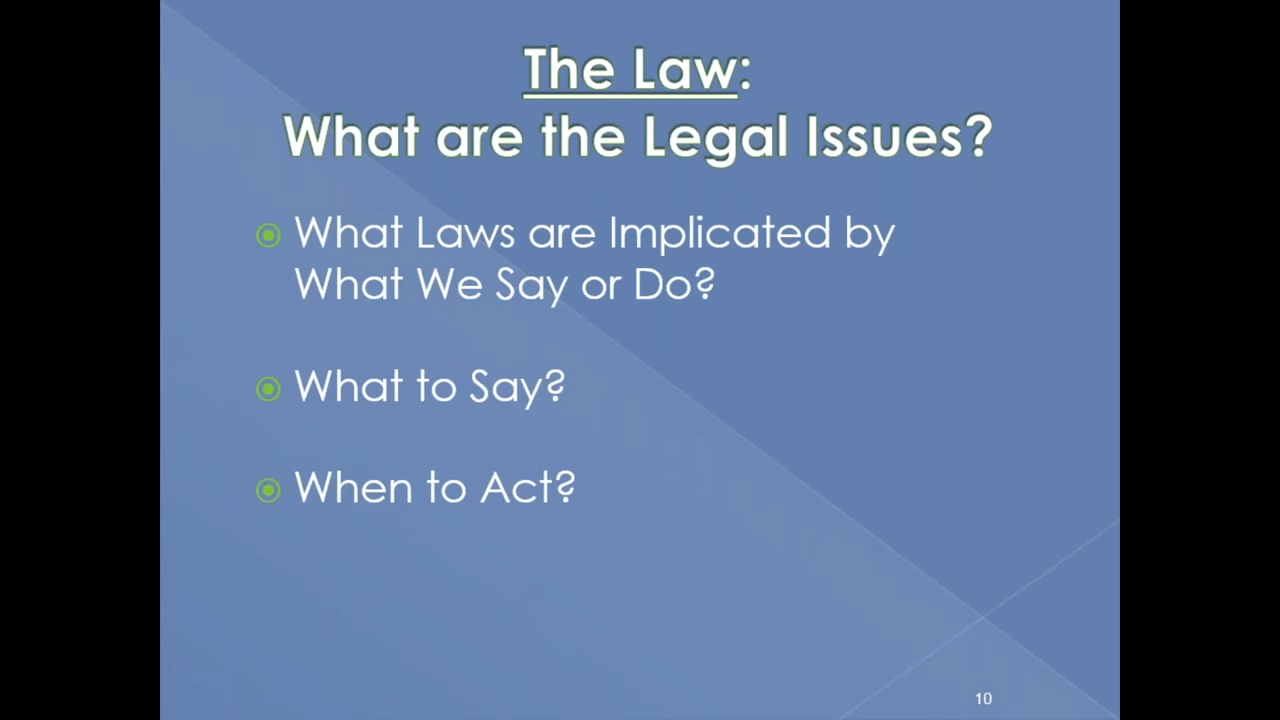 The Law:
What are the Legal Issues?
What Laws are Implicated by
What We Say or Do?
What to Say?
When to Act?
10